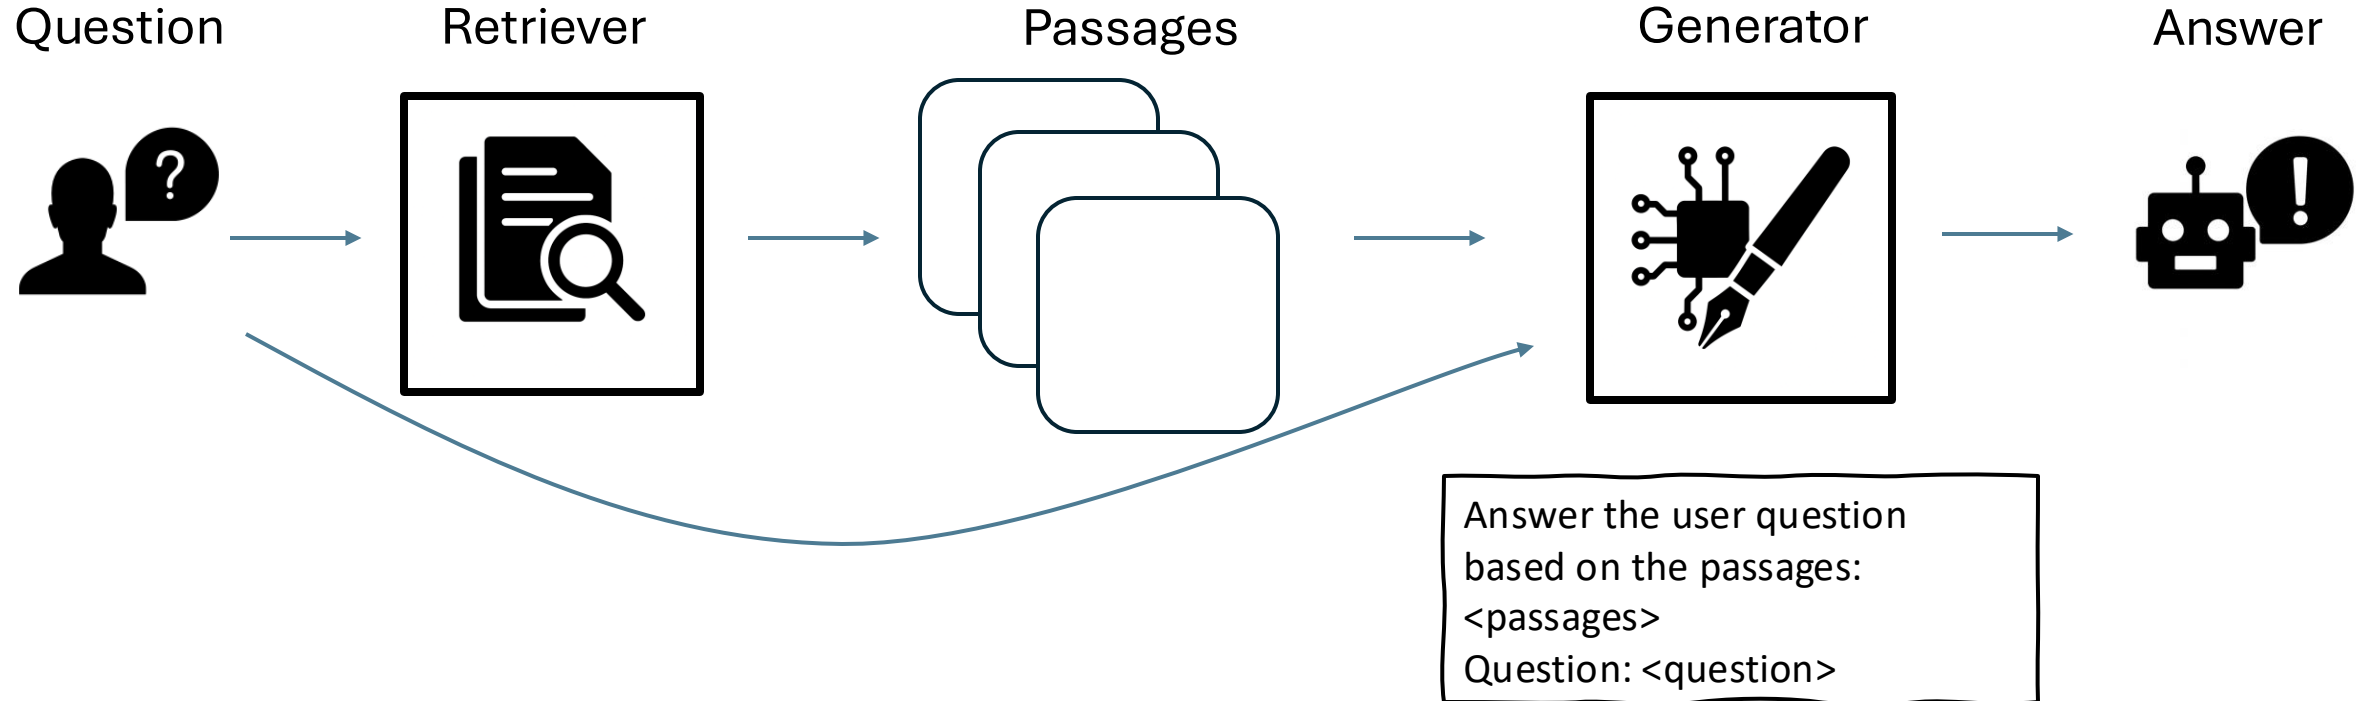 Question
Retriever
Passages
Generator
Answer
?
!
Answer the user question
based on the passages:
<passages>
Question: <question>